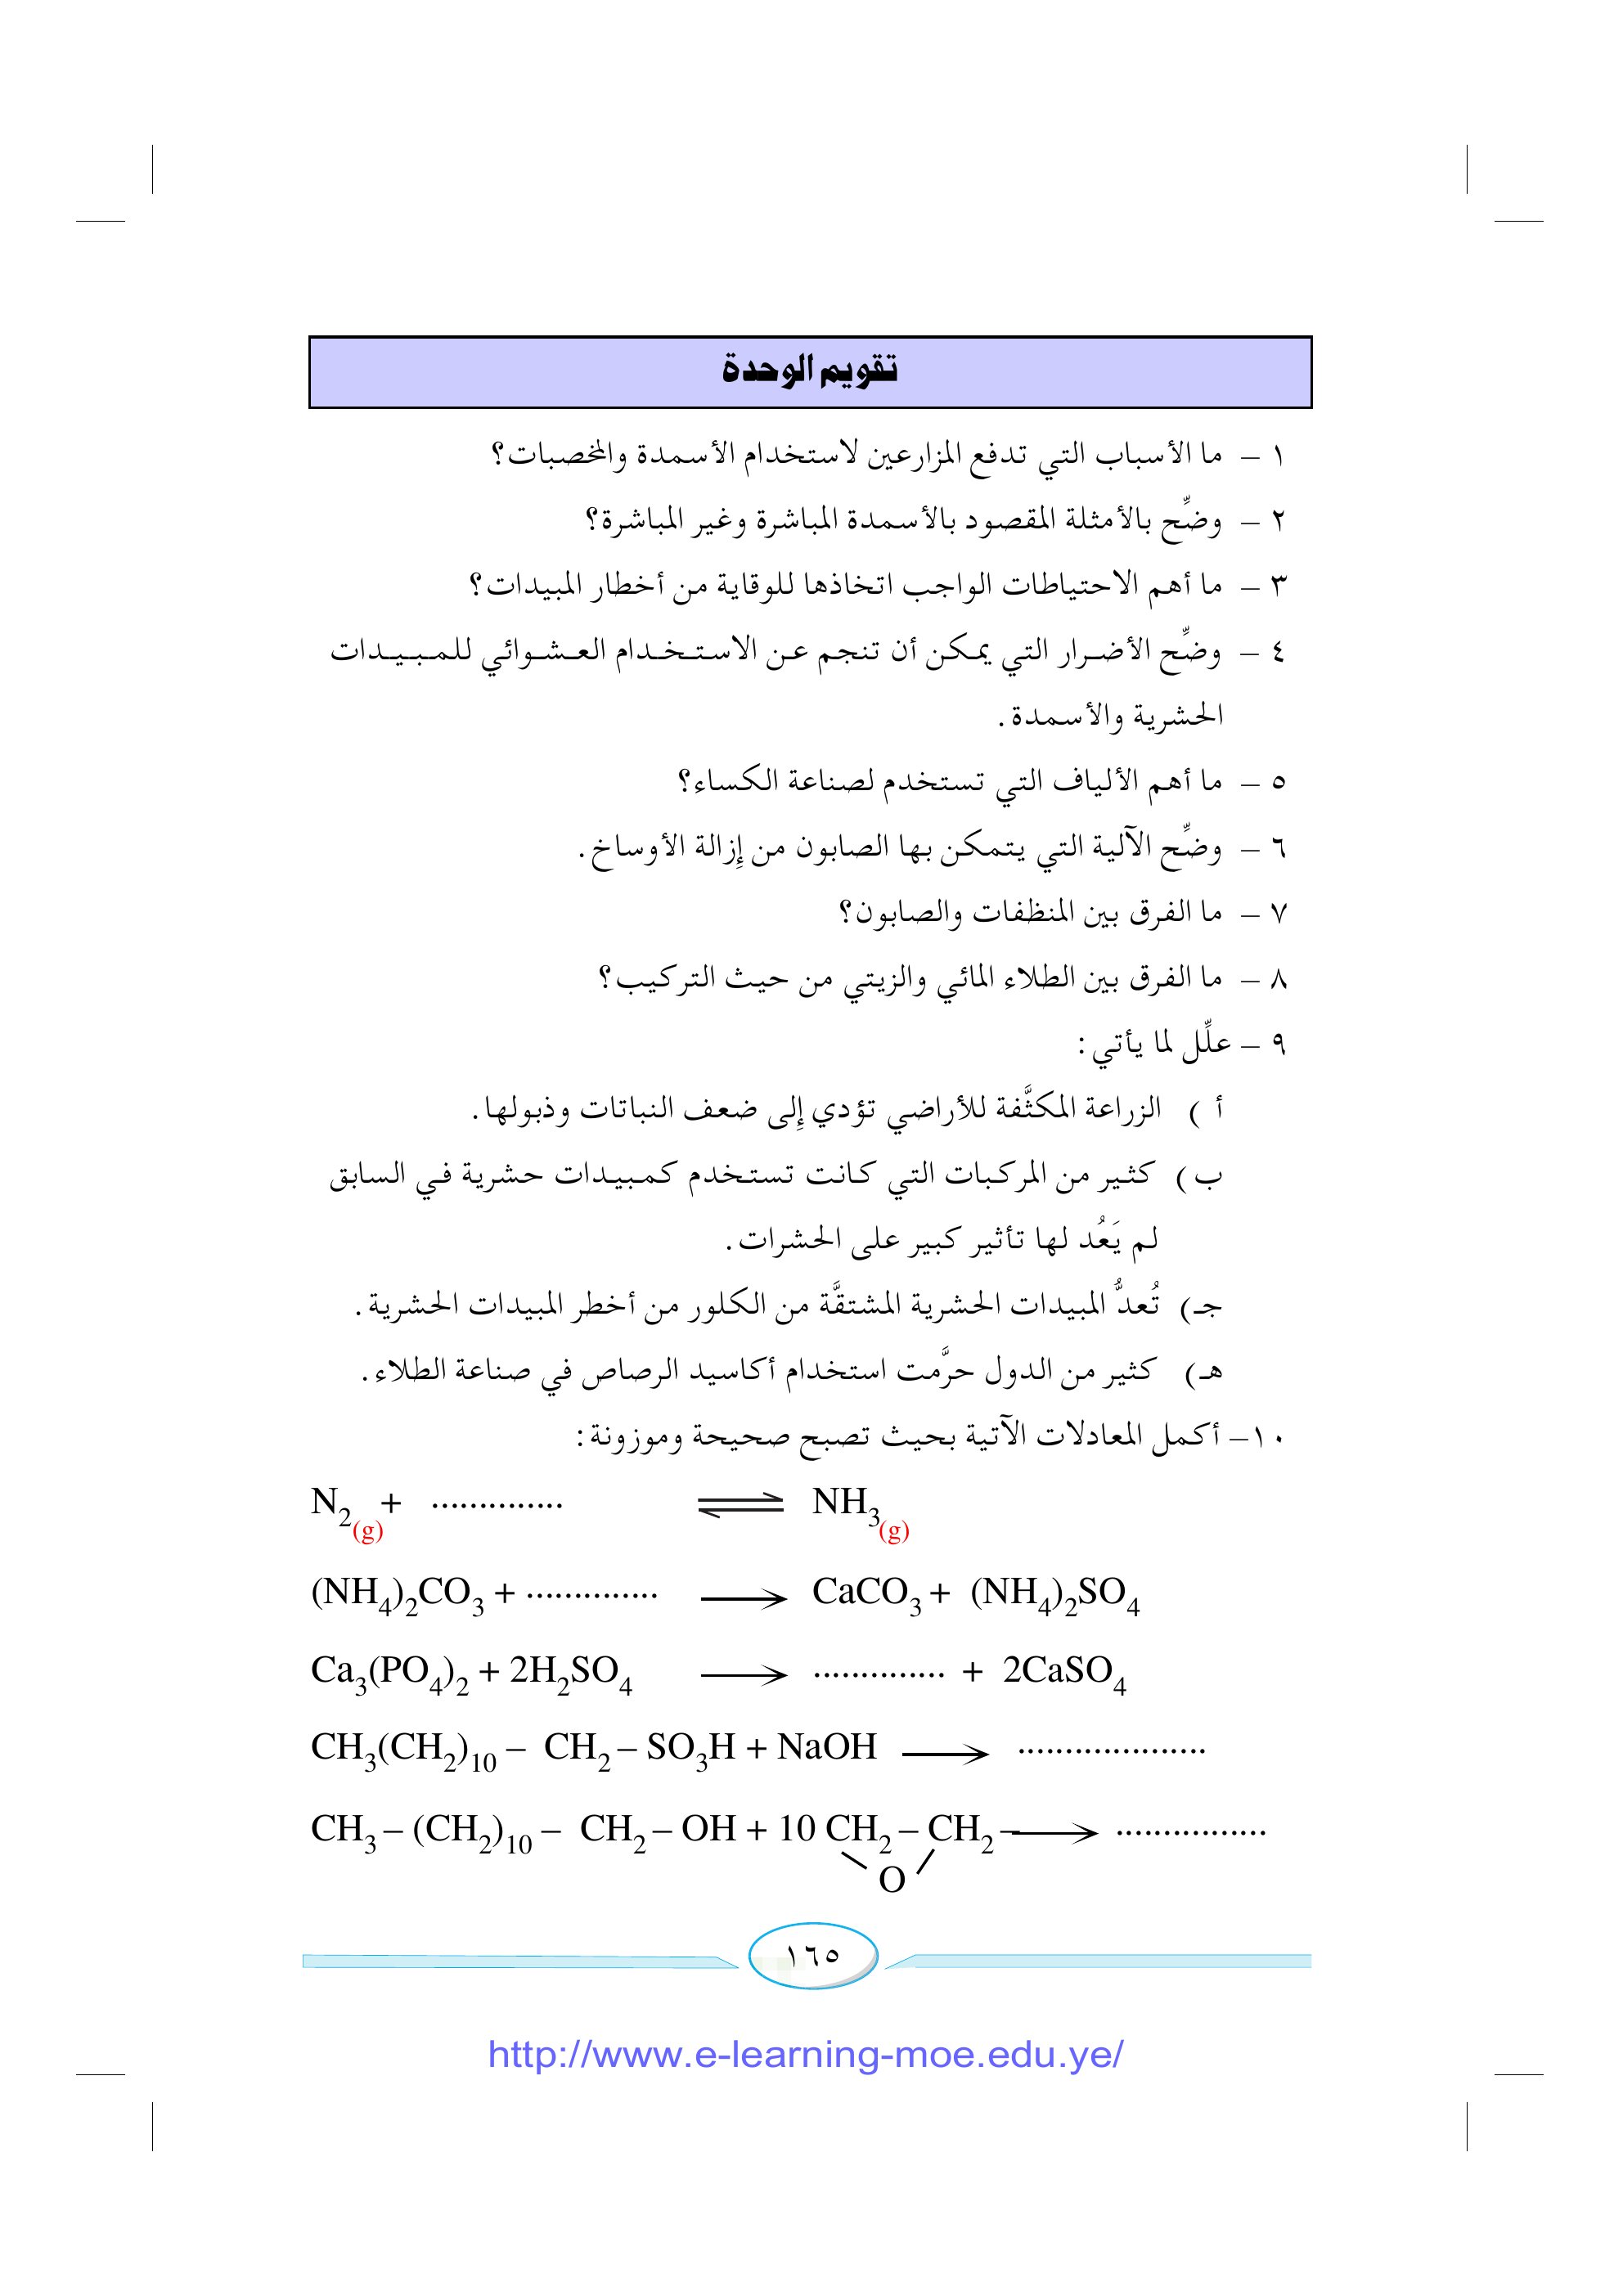 تقويم الوحدة
١ – ما الأسباب التي تدفع المزارعين لاستخدام الأسمدة والمخصبات؟
٢ – وضِّح بالأمثلة المقصود بالأسمدة المباشرة وغير المباشرة؟
٣ – ما أهم الاحتياطات الواجب اتخاذها للوقاية من أخطار المبيدات؟
٤ – وضِّح الأضرار التي يمكن أن تنجم عن الاستخدام العشوائي للمبيدات
الحشرية والأسمدة.
٥ – ما أهم الألياف التي تستخدم لصناعة الكساء؟
٦ – وضِّح الآلية التي يتمكن بها الصابون من إزالة الأوساخ.
٧ – ما الفرق بين المنظفات والصابون؟
٨ – ما الفرق بين الطلاء المائي والزيتي من حيث التركيب؟
٩ – علِّل لما يأتي:
أ ) الزراعة المكثَّفة للأراضي تؤدي إلى ضعف النباتات وذبولها.
ب) كثير من المركبات التي كانت تستخدم كمبيدات حشرية في السابق
لم يَعُد لها تأثير كبير على الحشرات.
جـ) تُعدُّ المبيدات الحشرية المشتقَّة من الكلور من أخطر المبيدات الحشرية.
هـ) كثير من الدول حرَّمت استخدام أكاسيد الرصاص في صناعة الطلاء.
١٠– أكمل المعادلات الآتية بحيث تصبح صحيحة وموزونة:
N₂(g) + .............. ⇌ NH₃(g)
(NH₄)₂CO₃ + .............. ⟶ CaCO₃ + (NH₄)₂SO₄
Ca₃(PO₄)₂ + 2H₂SO₄ ⟶ .............. + 2CaSO₄
CH₃(CH₂)₁₀ – CH₂ – SO₃H + NaOH ⟶ ....................
CH₃ – (CH₂)₁₀ – CH₂ – OH + 10 CH₂ – CH₂ –⟶ ................
O
١٦٥
http://www.e-learning-moe.edu.ye/